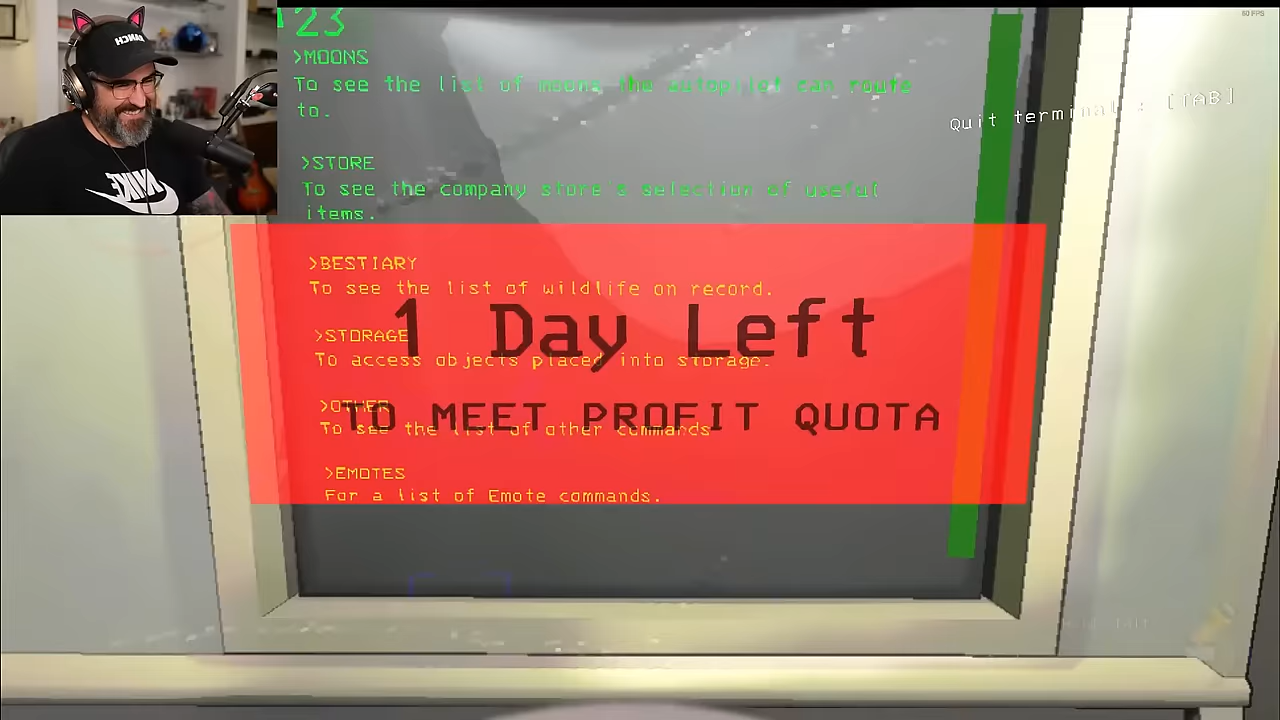 123
60 FPS
>MOONS
To see the list of moons the autopilot can route
to.
Quit terminal : [TAB]
>STORE
To see the company store's selection of useful
items.
>BESTIARY
To see the list of wildlife on record.
1 Day Left
>STORAGE
To access objects placed into storage.
>OTHER
TO MEET PROFIT QUOTA
To see the list of other commands
>EMOTES
For a list of Emote commands.